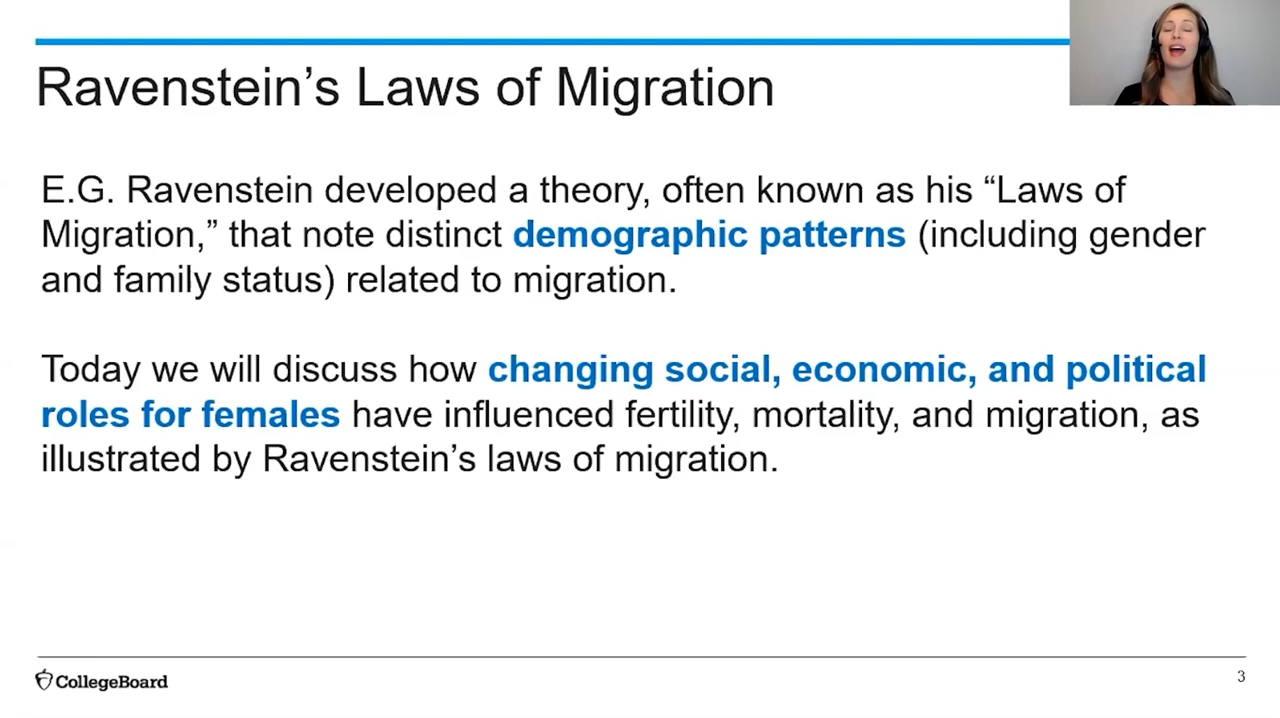 Ravenstein’s Laws of Migration
E.G. Ravenstein developed a theory, often known as his “Laws of
Migration,” that note distinct demographic patterns (including gender
and family status) related to migration.
Today we will discuss how changing social, economic, and political
roles for females have influenced fertility, mortality, and migration, as
illustrated by Ravenstein’s laws of migration.
CollegeBoard
3